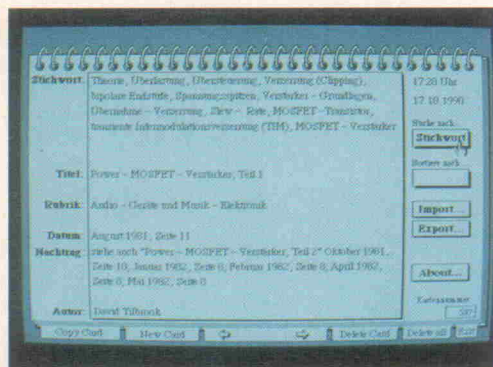 Stichwort: Theorie, Überlastung, Übersteuerung, Verzerrung (Clipping),
bipolare Endstufe, Spannungsspitzen, Verstärker - Grundlagen,
Übernahme - Verzerrung, Slew - Rate, MOSFET - Transistor,
transiente Intermodulationsverzerrung (TIM), MOSFET - Verstärker
Titel: Power - MOSFET - Verstärker, Teil 1
Rubrik: Audio - Geräte und Musik - Elektronik
Datum: August 1981, Seite 11
Nachtrag: siehe auch "Power - MOSFET - Verstärker, Teil 2" Oktober 1981,
Seite 10, Januar 1982, Seite 6, Februar 1982, Seite 6, April 1982,
Seite 6, Mai 1982, Seite 6
Autor: David Tilbrook
17:20 Uhr
17.10.1990
Suche nach...
Stichwort
Sortiere nach...
Import...
Export...
About...
Kartennummer
Copy Card
New Card
Delete Card
Delete all
Exit